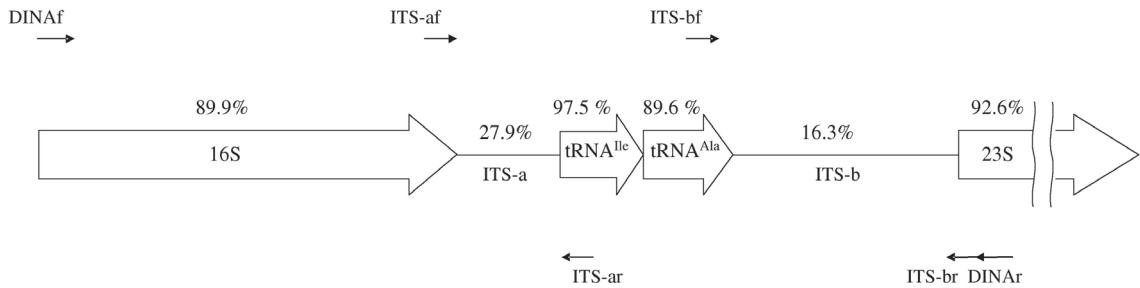 DINAf
ITS-af
ITS-bf
89.9%
97.5 %
89.6%
92.6%
27.9%
16.3%
16S
tRNA^Ile
tRNA^Ala
23S
ITS-a
ITS-b
ITS-ar
ITS-br
DINAr